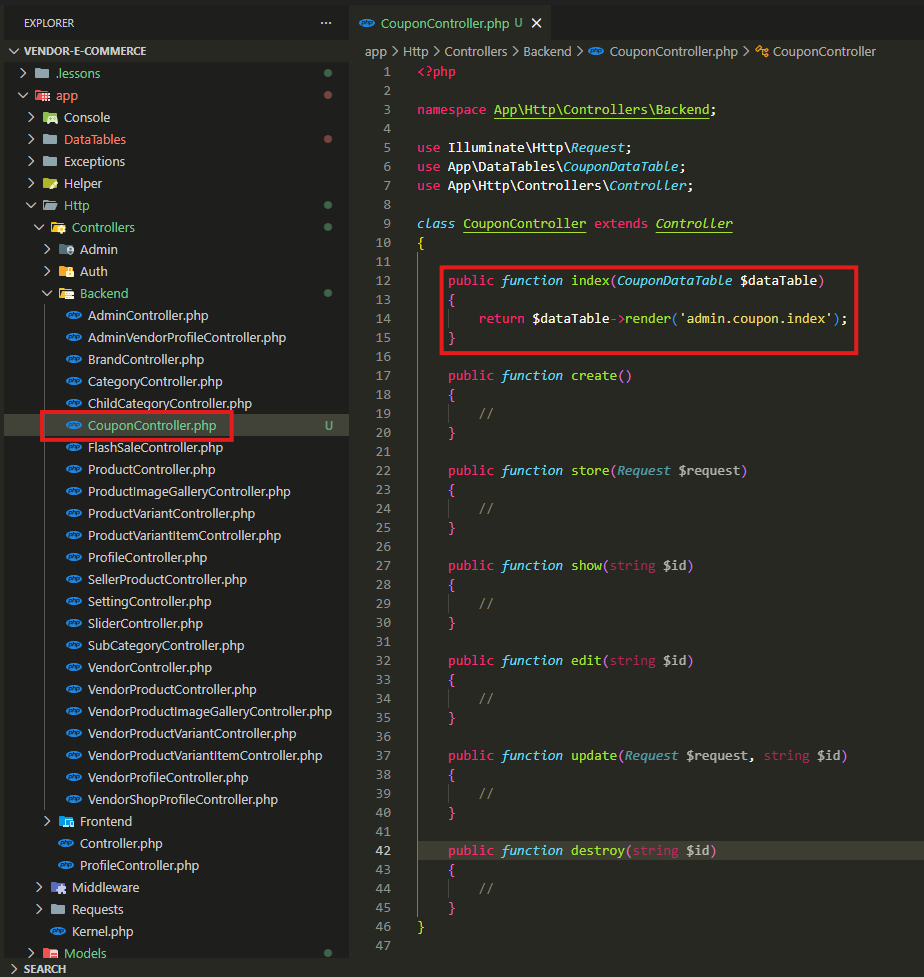 EXPLORER
...
VENDOR-E-COMMERCE
.lessons
app
Console
DataTables
Exceptions
Helper
Http
Controllers
Admin
Auth
Backend
AdminController.php
AdminVendorProfileController.php
BrandController.php
CategoryController.php
ChildCategoryController.php
CouponController.php U
FlashSaleController.php
ProductController.php
ProductImageGalleryController.php
ProductVariantController.php
ProductVariantItemController.php
ProfileController.php
SellerProductController.php
SettingController.php
SliderController.php
SubCategoryController.php
VendorController.php
VendorProductController.php
VendorProductImageGalleryController.php
VendorProductVariantController.php
VendorProductVariantItemController.php
VendorProfileController.php
VendorShopProfileController.php
Frontend
Controller.php
ProfileController.php
Middleware
Requests
Kernel.php
Models
SEARCH
CouponController.php U ×
app > Http > Controllers > Backend > CouponController.php > CouponController
1 <?php
2
3 namespace App\Http\Controllers\Backend;
4
5 use Illuminate\Http\Request;
6 use App\DataTables\CouponDataTable;
7 use App\Http\Controllers\Controller;
8
9 class CouponController extends Controller
10 {
11
12 public function index(CouponDataTable $dataTable)
13 {
14 return $dataTable->render('admin.coupon.index');
15 }
16
17 public function create()
18 {
19 //
20 }
21
22 public function store(Request $request)
23 {
24 //
25 }
26
27 public function show(string $id)
28 {
29 //
30 }
31
32 public function edit(string $id)
33 {
34 //
35 }
36
37 public function update(Request $request, string $id)
38 {
39 //
40 }
41
42 public function destroy(string $id)
43 {
44 //
45 }
46 }
47